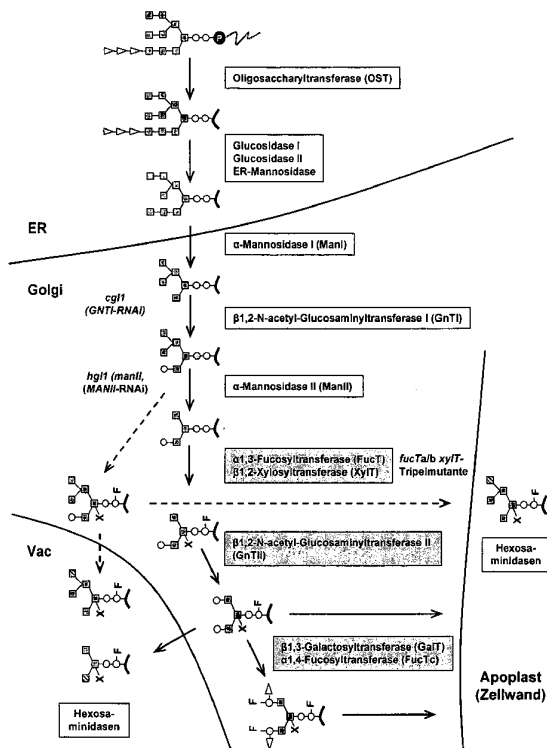 P
Oligosaccharyltransferase (OST)
Glucosidase I
Glucosidase II
ER-Mannosidase
ER
α-Mannosidase I (ManI)
Golgi
cgl1
(GNTI-RNAi)
β1,2-N-acetyl-Glucosaminyltransferase I (GnTI)
hgl1 (manII,
(MANII-RNAi)
α-Mannosidase II (ManII)
α1,3-Fucosyltransferase (FucT)
β1,2-Xylosyltransferase (XylT)
fucTa/b xylT-
Tripelmutante
F
X
Hexosa-
minidasen
F
X
F
X
β1,2-N-acetyl-Glucosaminyltransferase II
(GnTII)
Vac
F
X
F
X
F
X
β1,3-Galactosyltransferase (GalT)
α1,4-Fucosyltransferase (FucTc)
Apoplast
(Zellwand)
Hexosa-
minidasen
F
F
X
F